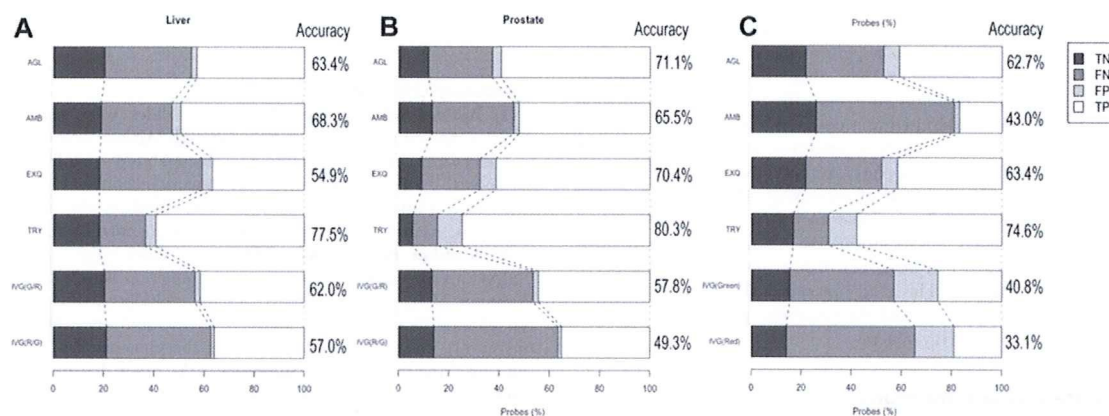 A
Liver
Accuracy
AGL
63.4%
AMB
68.3%
EXQ
54.9%
TRY
77.5%
IVG(G/R)
62.0%
IVG(R/G)
57.0%
0 20 40 60 80 100
B
Prostate
Accuracy
AGL
71.1%
AMB
65.5%
EXQ
70.4%
TRY
80.3%
IVG(G/R)
57.8%
IVG(R/G)
49.3%
0 20 40 60 80 100
Probes (%)
C
Probes (%)
Accuracy
AGL
62.7%
AMB
43.0%
EXQ
63.4%
TRY
74.6%
IVG(Green)
40.8%
IVG(Red)
33.1%
0 20 40 60 80 100
Probes (%)
TN
FN
FP
TP